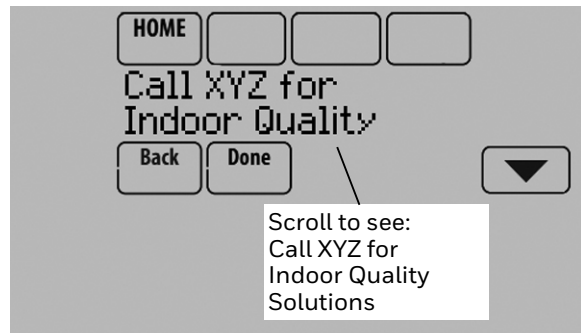 HOME
Call XYZ for
Indoor Quality
Back Done
Scroll to see:
Call XYZ for
Indoor Quality
Solutions